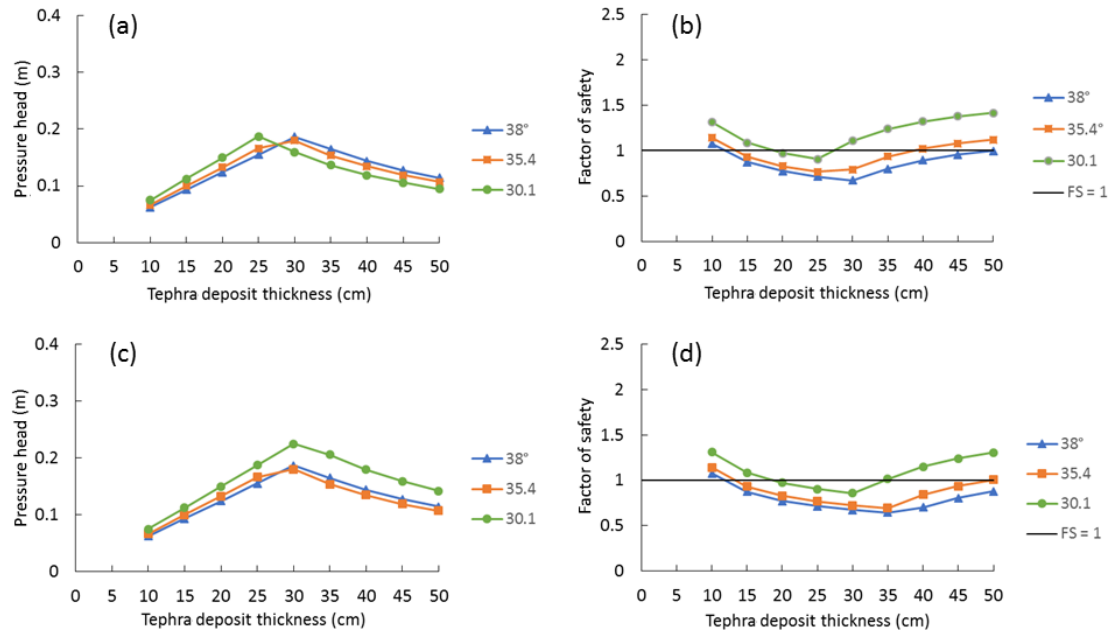 (a)
Pressure head (m)
0.4
0.3
0.2
0.1
0
0 5 10 15 20 25 30 35 40 45 50
Tephra deposit thickness (cm)
38°
35.4
30.1
(b)
Factor of safety
2.5
2
1.5
1
0.5
0
0 5 10 15 20 25 30 35 40 45 50
Tephra deposit thickness (cm)
38°
35.4°
30.1
FS = 1
(c)
Pressure head (m)
0.4
0.3
0.2
0.1
0
0 5 10 15 20 25 30 35 40 45 50
Tephra deposit thickness (cm)
38°
35.4
30.1
(d)
Factor of safety
2.5
2
1.5
1
0.5
0
0 5 10 15 20 25 30 35 40 45 50
Tephra deposit thickness (cm)
38°
35.4
30.1
FS = 1